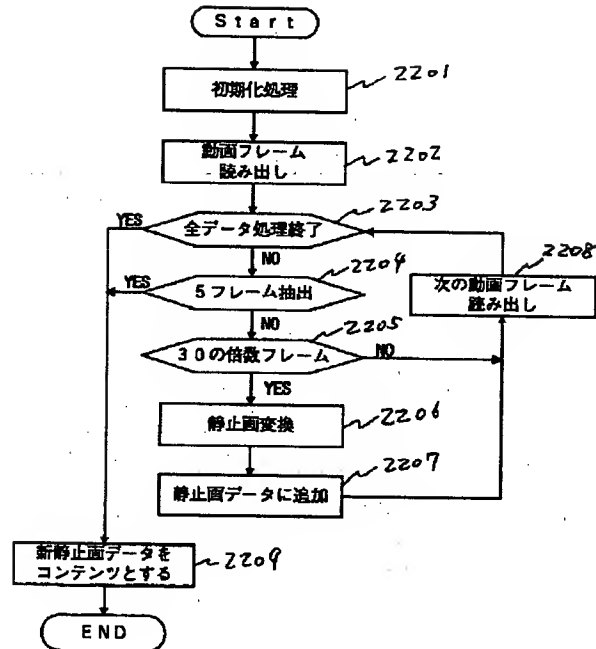 Start
初期化処理
2201
動画フレーム
読み出し
2202
全データ処理終了
2203
YES
NO
5フレーム抽出
2204
YES
NO
30の倍数フレーム
2205
NO
YES
静止画変換
2206
静止画データに追加
2207
次の動画フレーム
読み出し
2208
新静止画データを
コンテンツとする
2209
END